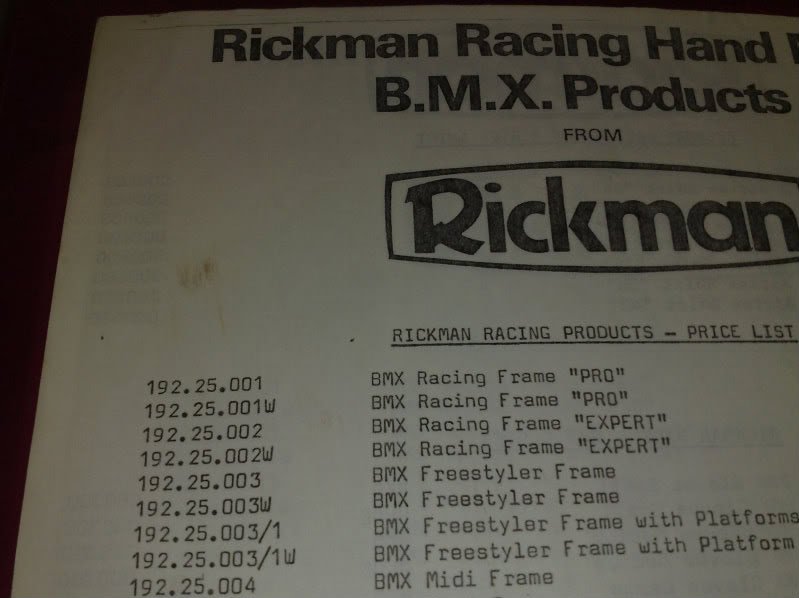 Rickman Racing Hand
B.M.X. Products
FROM
Rickman
RICKMAN RACING PRODUCTS - PRICE LIST
192.25.001 BMX Racing Frame "PRO"
192.25.001W BMX Racing Frame "PRO"
192.25.002 BMX Racing Frame "EXPERT"
192.25.002W BMX Racing Frame "EXPERT"
192.25.003 BMX Freestyler Frame
192.25.003W BMX Freestyler Frame
192.25.003/1 BMX Freestyler Frame with Platforms
192.25.003/1W BMX Freestyler Frame with Platform
192.25.004 BMX Midi Frame